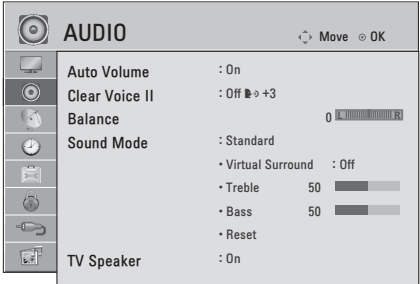 AUDIO
Move OK
Auto Volume : On
Clear Voice II : Off +3
Balance 0 L R
Sound Mode : Standard
• Virtual Surround : Off
• Treble 50
• Bass 50
• Reset
TV Speaker : On